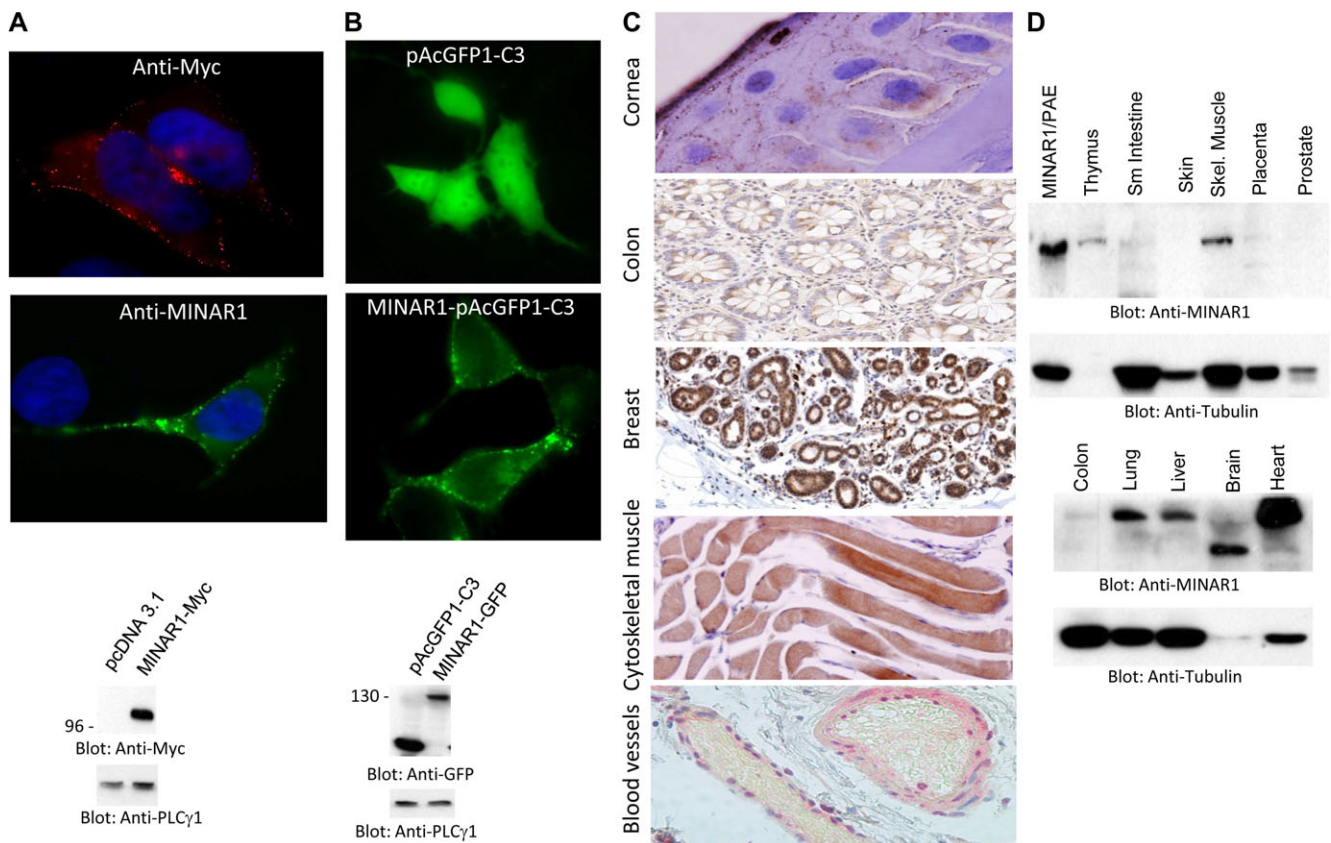 A
Anti-Myc
Anti-MINAR1
pcDNA 3.1
MINAR1-Myc
96 -
Blot: Anti-Myc
Blot: Anti-PLCγ1
B
pAcGFP1-C3
MINAR1-pAcGFP1-C3
pAcGFP1-C3
MINAR1-GFP
130 -
Blot: Anti-GFP
Blot: Anti-PLCγ1
C
Cornea
Colon
Breast
Cytoskeletal muscle
Blood vessels
D
MINAR1/PAE
Thymus
Sm Intestine
Skin
Skel. Muscle
Placenta
Prostate
Blot: Anti-MINAR1
Blot: Anti-Tubulin
Colon
Lung
Liver
Brain
Heart
Blot: Anti-MINAR1
Blot: Anti-Tubulin